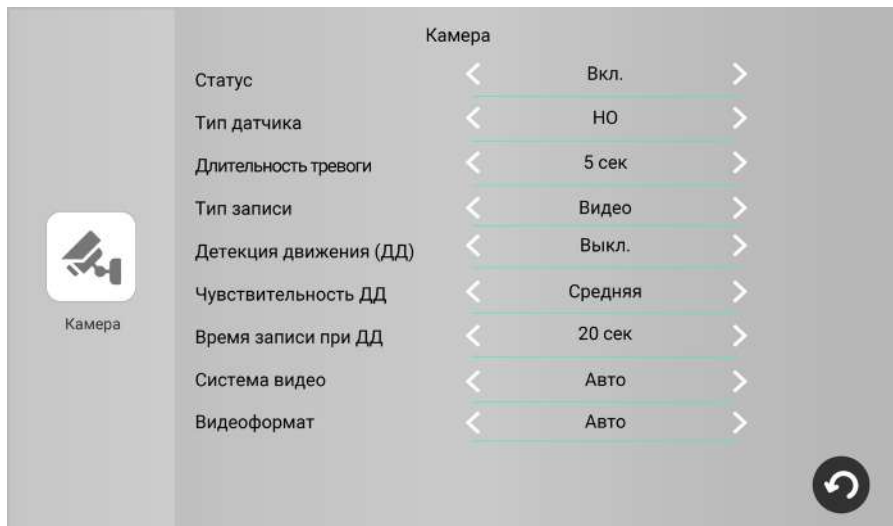 Камера
Статус Вкл.
Тип датчика НО
Длительность тревоги 5 сек
Тип записи Видео
Детекция движения (ДД) Выкл.
Чувствительность ДД Средняя
Камера
Время записи при ДД 20 сек
Система видео Авто
Видеоформат Авто